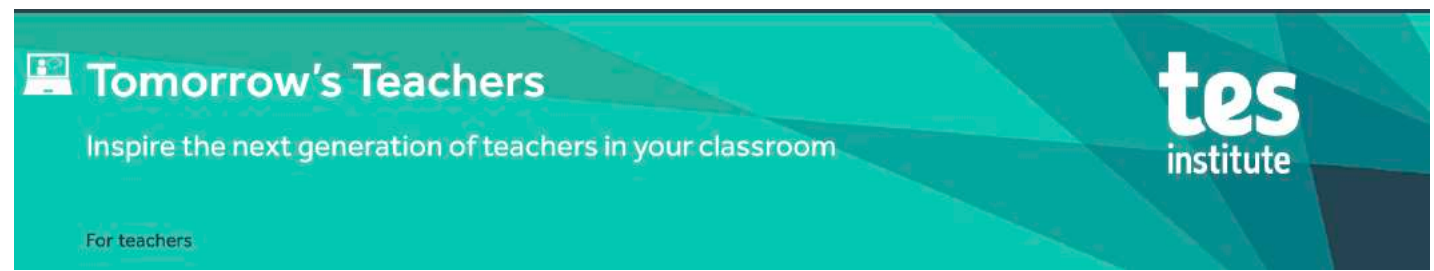 Tomorrow's Teachers
Inspire the next generation of teachers in your classroom
For teachers
tes
institute